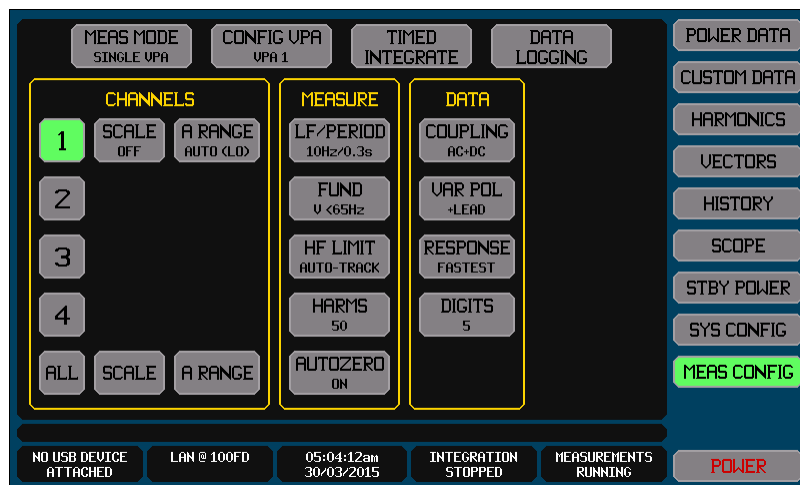 MEAS MODE
SINGLE VPA
CONFIG VPA
VPA 1
TIMED
INTEGRATE
DATA
LOGGING
CHANNELS
1
SCALE
OFF
A RANGE
AUTO (LO)
2
3
4
ALL
SCALE
A RANGE
MEASURE
LF/PERIOD
10Hz/0.3s
FUND
V <65Hz
HF LIMIT
AUTO-TRACK
HARMS
50
AUTOZERO
ON
DATA
COUPLING
AC+DC
VAR POL
+LEAD
RESPONSE
FASTEST
DIGITS
5
POWER DATA
CUSTOM DATA
HARMONICS
VECTORS
HISTORY
SCOPE
STBY POWER
SYS CONFIG
MEAS CONFIG
NO USB DEVICE
ATTACHED
LAN @ 100FD
05:04:12am
30/03/2015
INTEGRATION
STOPPED
MEASUREMENTS
RUNNING
POWER